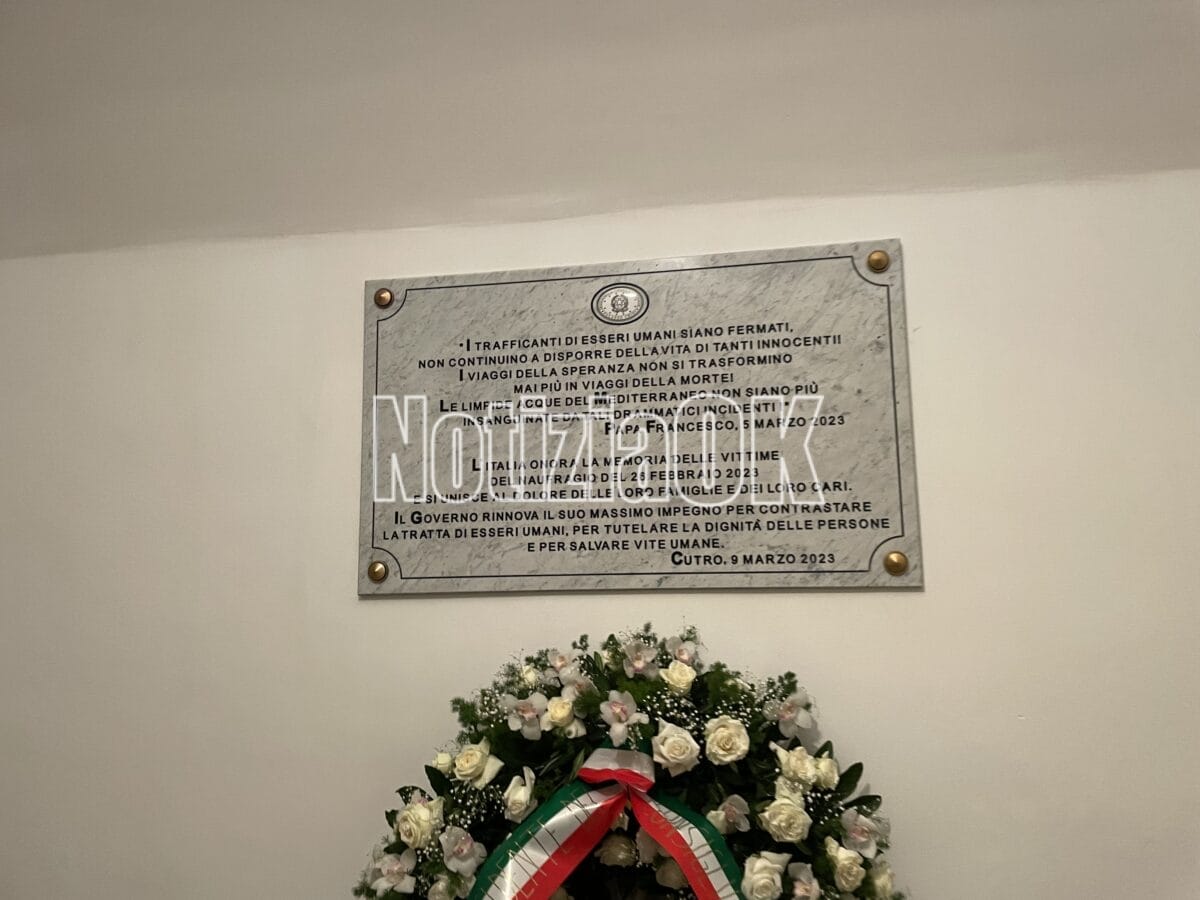 "I TRAFFICANTI DI ESSERI UMANI SIANO FERMATI,
NON CONTINUINO A DISPORRE DELLA VITA DI TANTI INNOCENTI!
I VIAGGI DELLA SPERANZA NON SI TRASFORMINO
MAI PIÙ IN VIAGGI DELLA MORTE!
LE LIMPIDE ACQUE DEL MEDITERRANEO NON SIANO PIÙ
INSANGUINATE DA TALI DRAMMATICI INCIDENTI."
PAPA FRANCESCO, 5 MARZO 2023
NotiziaOK
L'ITALIA ONORA LA MEMORIA DELLE VITTIME
DEL NAUFRAGIO DEL 26 FEBBRAIO 2023
E SI UNISCE AL DOLORE DELLE LORO FAMIGLIE E DEI LORO CARI.
IL GOVERNO RINNOVA IL SUO MASSIMO IMPEGNO PER CONTRASTARE
LA TRATTA DI ESSERI UMANI, PER TUTELARE LA DIGNITÀ DELLE PERSONE
E PER SALVARE VITE UMANE.
CUTRO, 9 MARZO 2023